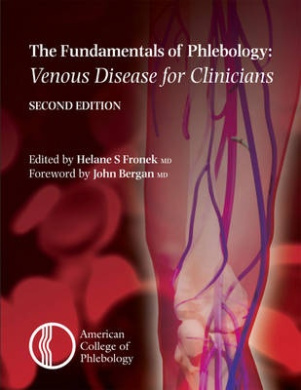 The Fundamentals of Phlebology:
Venous Disease for Clinicians
SECOND EDITION
Edited by Helane S Fronek MD
Foreword by John Bergan MD
American
College of
Phlebology